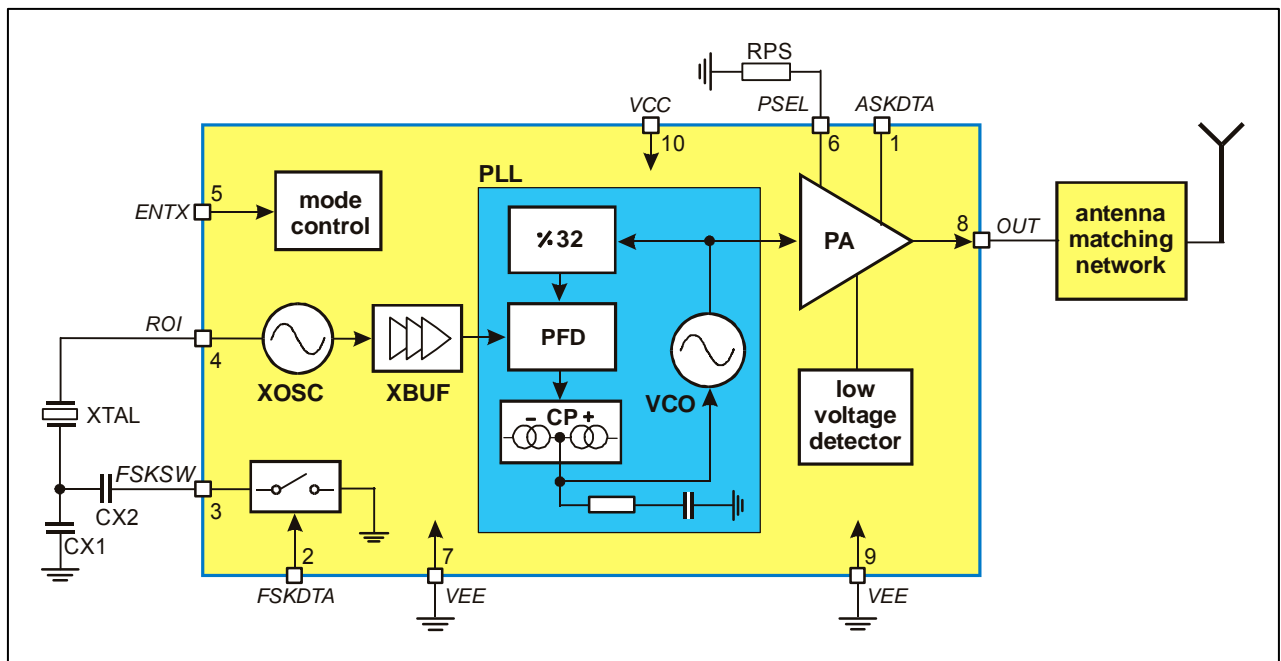 RPS
VCC
PSEL
ASKDTA
10
6
1
PLL
5
ENTX
mode
control
٪32
PA
8
OUT
antenna
matching
network
ROI
4
XOSC
XBUF
PFD
VCO
low
voltage
detector
- CP +
XTAL
FSKSW
3
CX2
CX1
2
FSKDTA
7
VEE
9
VEE